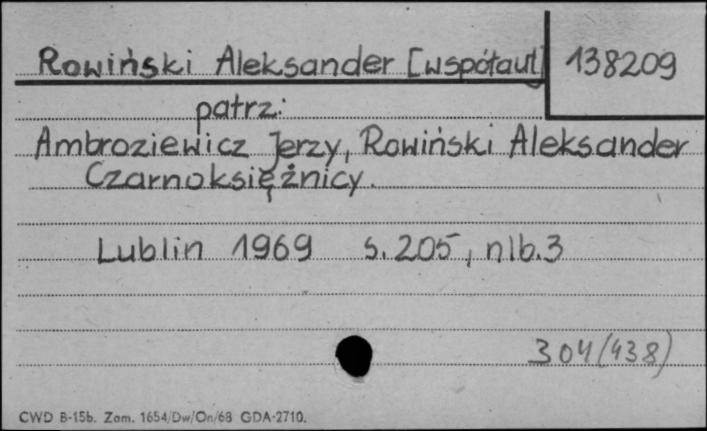 Rowiński Aleksander [współaut] 138209
patrz:
Ambroziewicz Jerzy, Rowiński Aleksander
Czarnoksiężnicy.
Lublin 1969 s. 205, nlb. 3
304/(438)
CWD B-15b. Zam. 1654/Dw/On/68 GDA-2710.